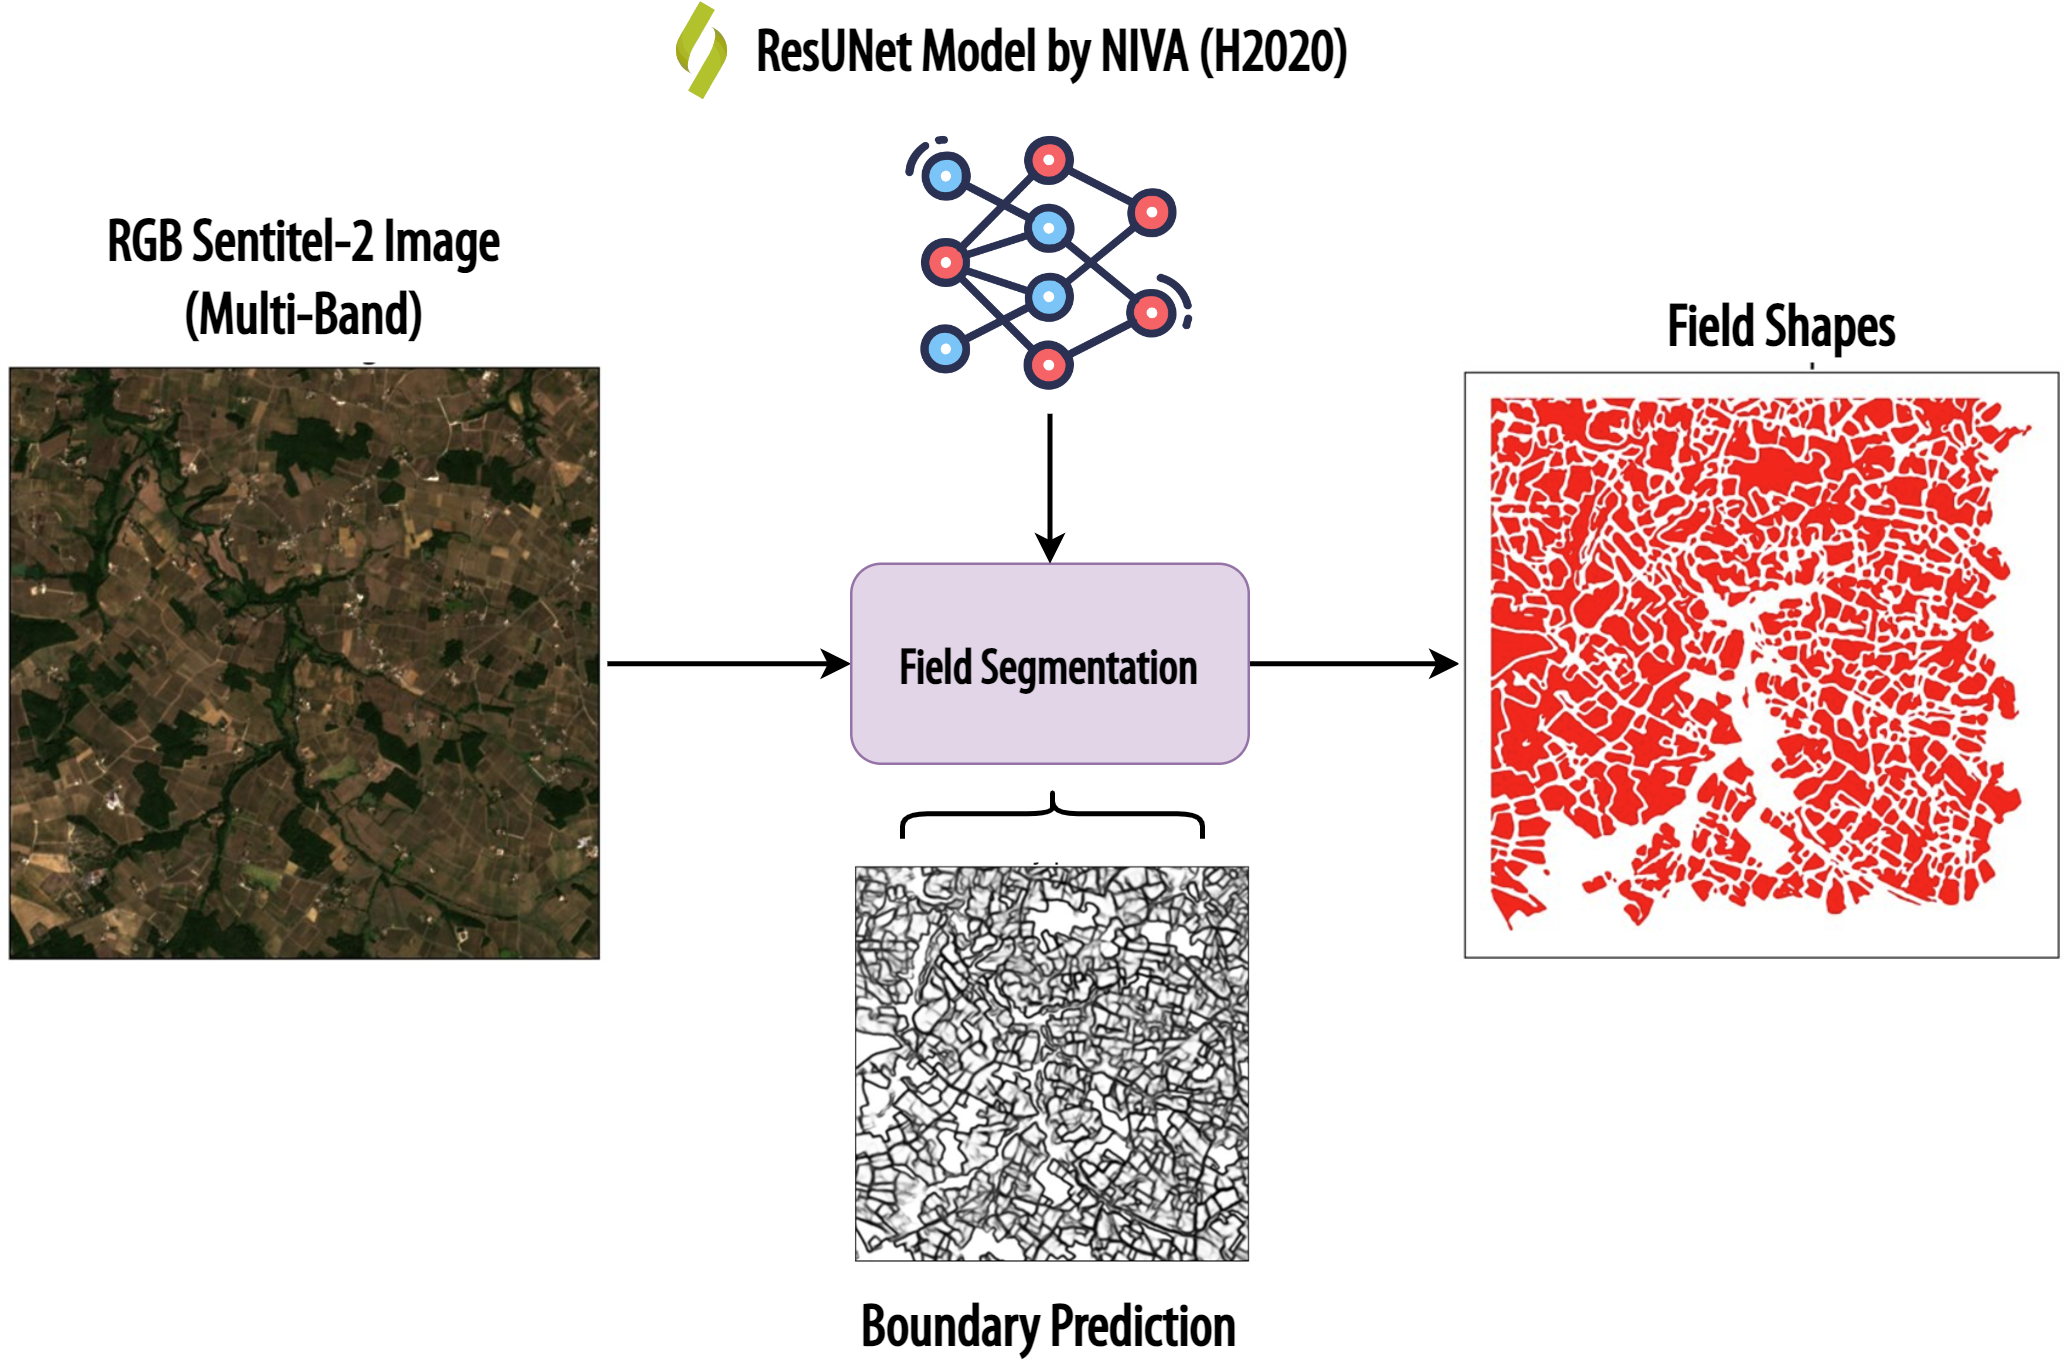 ResUNet Model by NIVA (H2020)
RGB Sentitel-2 Image
(Multi-Band)
Field Shapes
Field Segmentation
Boundary Prediction